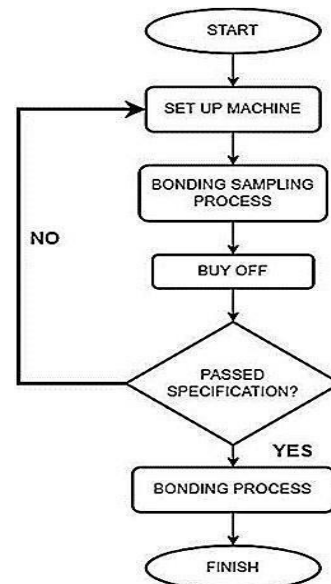 START
SET UP MACHINE
BONDING SAMPLING
PROCESS
NO
BUY OFF
PASSED
SPECIFICATION?
YES
BONDING PROCESS
FINISH